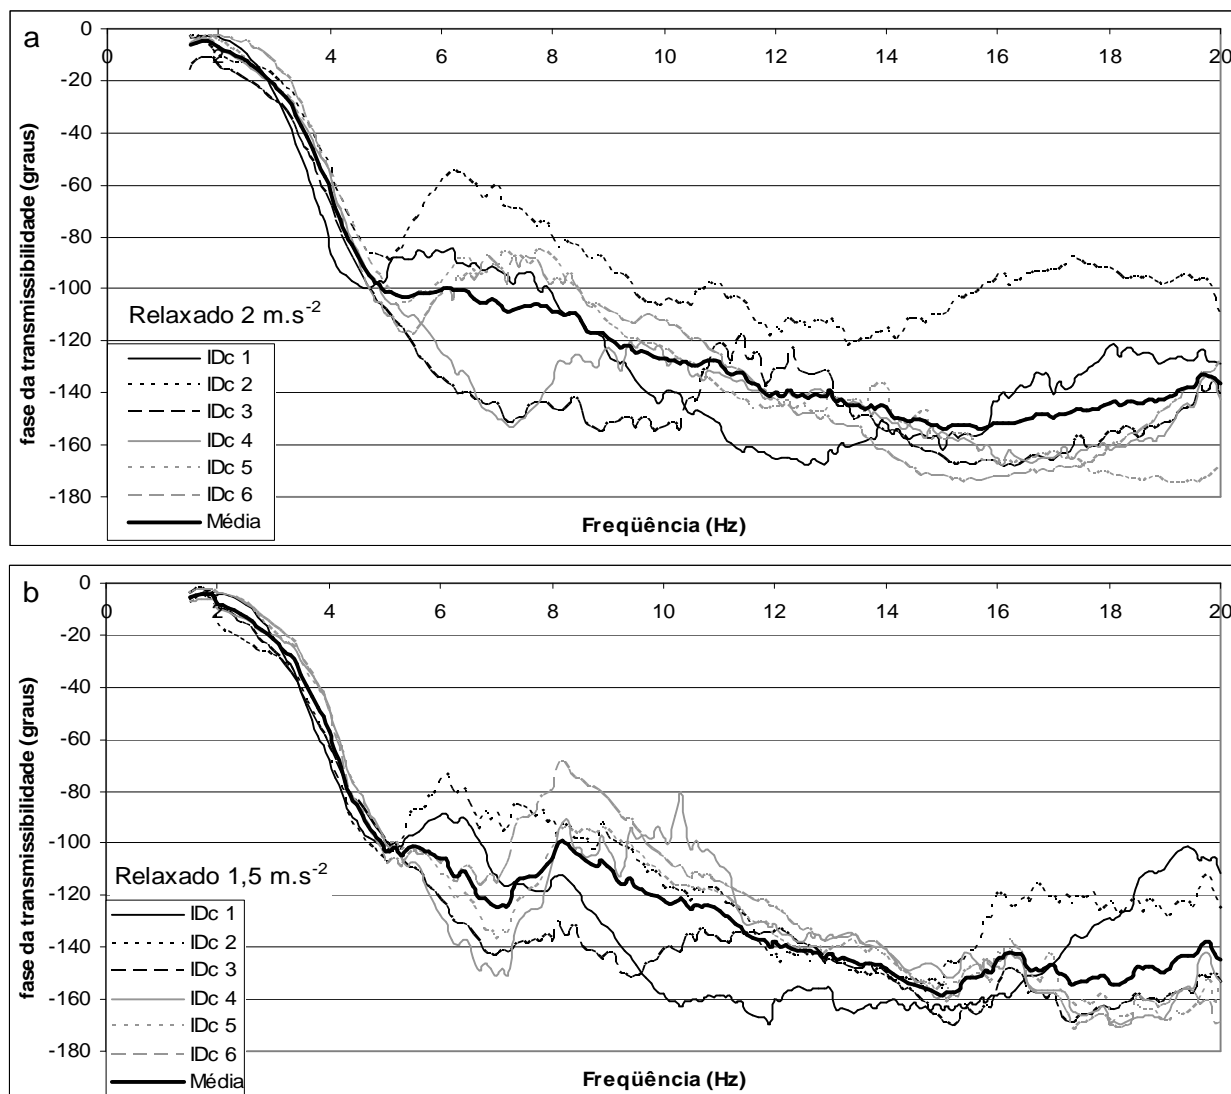 a
0
-20
-40
-60
-80
-100
-120
-140
-160
-180
0 2 4 6 8 10 12 14 16 18 20
fase da transmissibilidade (graus)
Relaxado 2 m.s-2
IDc 1
IDc 2
IDc 3
IDc 4
IDc 5
IDc 6
Média
Freqüência (Hz)
b
0
-20
-40
-60
-80
-100
-120
-140
-160
-180
0 2 4 6 8 10 12 14 16 18 20
fase da transmissibilidade (graus)
Relaxado 1,5 m.s-2
IDc 1
IDc 2
IDc 3
IDc 4
IDc 5
IDc 6
Média
Freqüência (Hz)